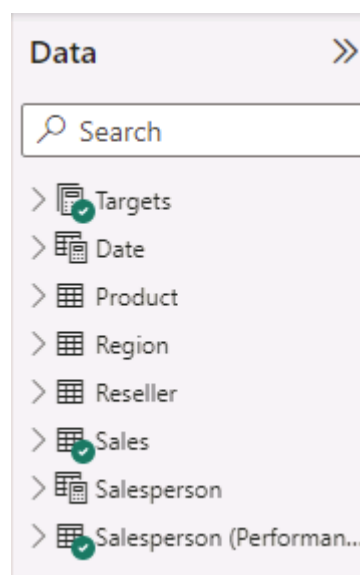 Data
Search
Targets
Date
Product
Region
Reseller
Sales
Salesperson
Salesperson (Performan...